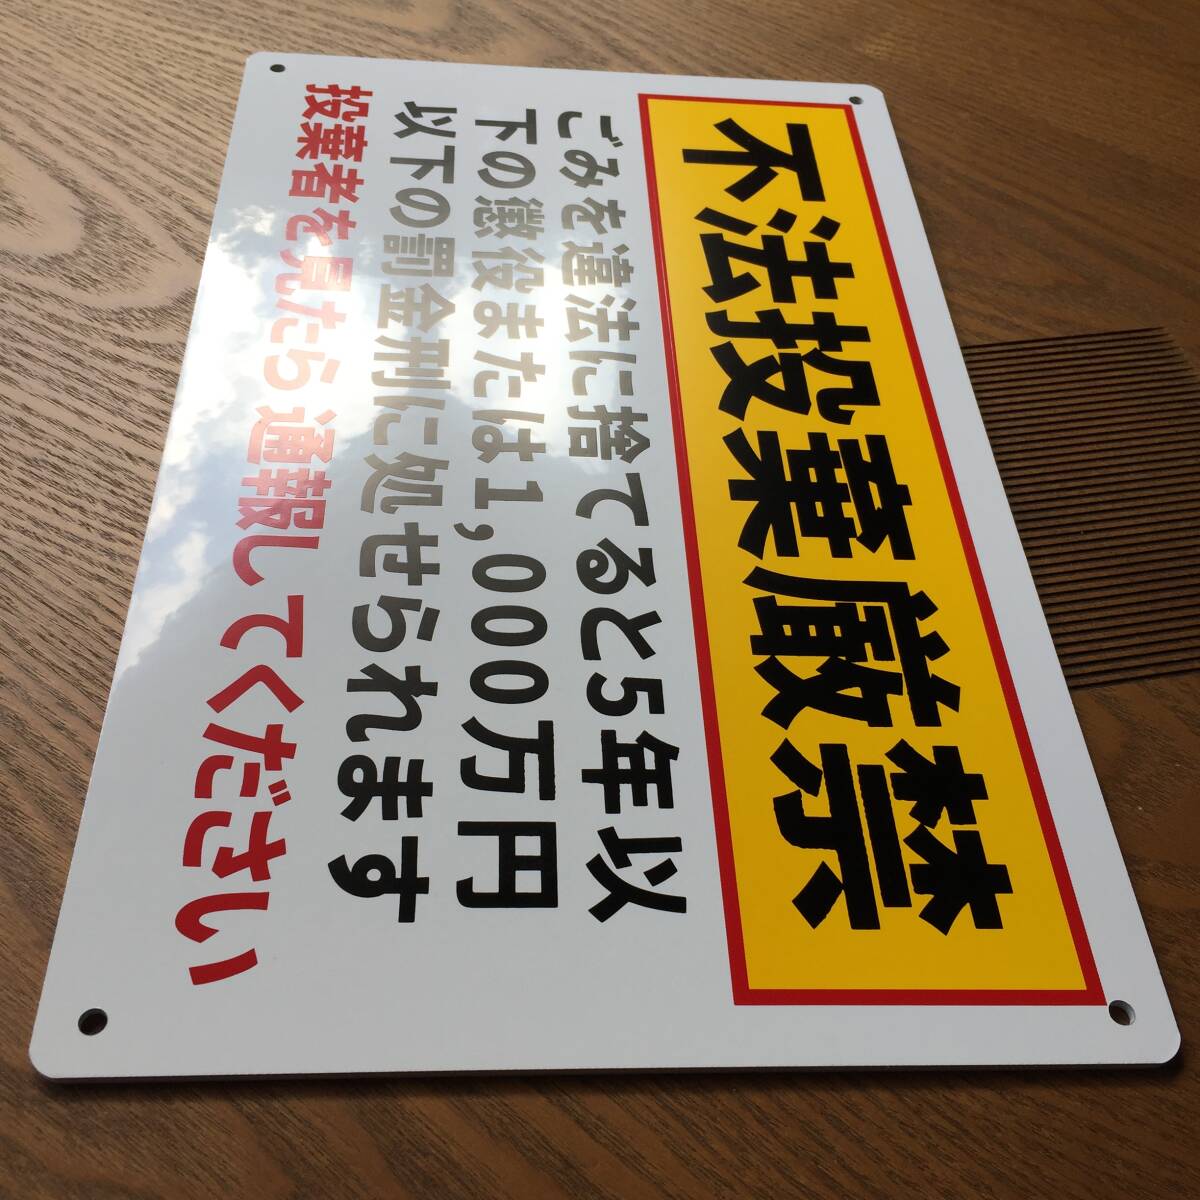 不法投棄厳禁
ごみを違法に捨てると5年以
下の懲役または1,000万円
以下の罰金刑に処せられます
投棄者を見たら通報してください